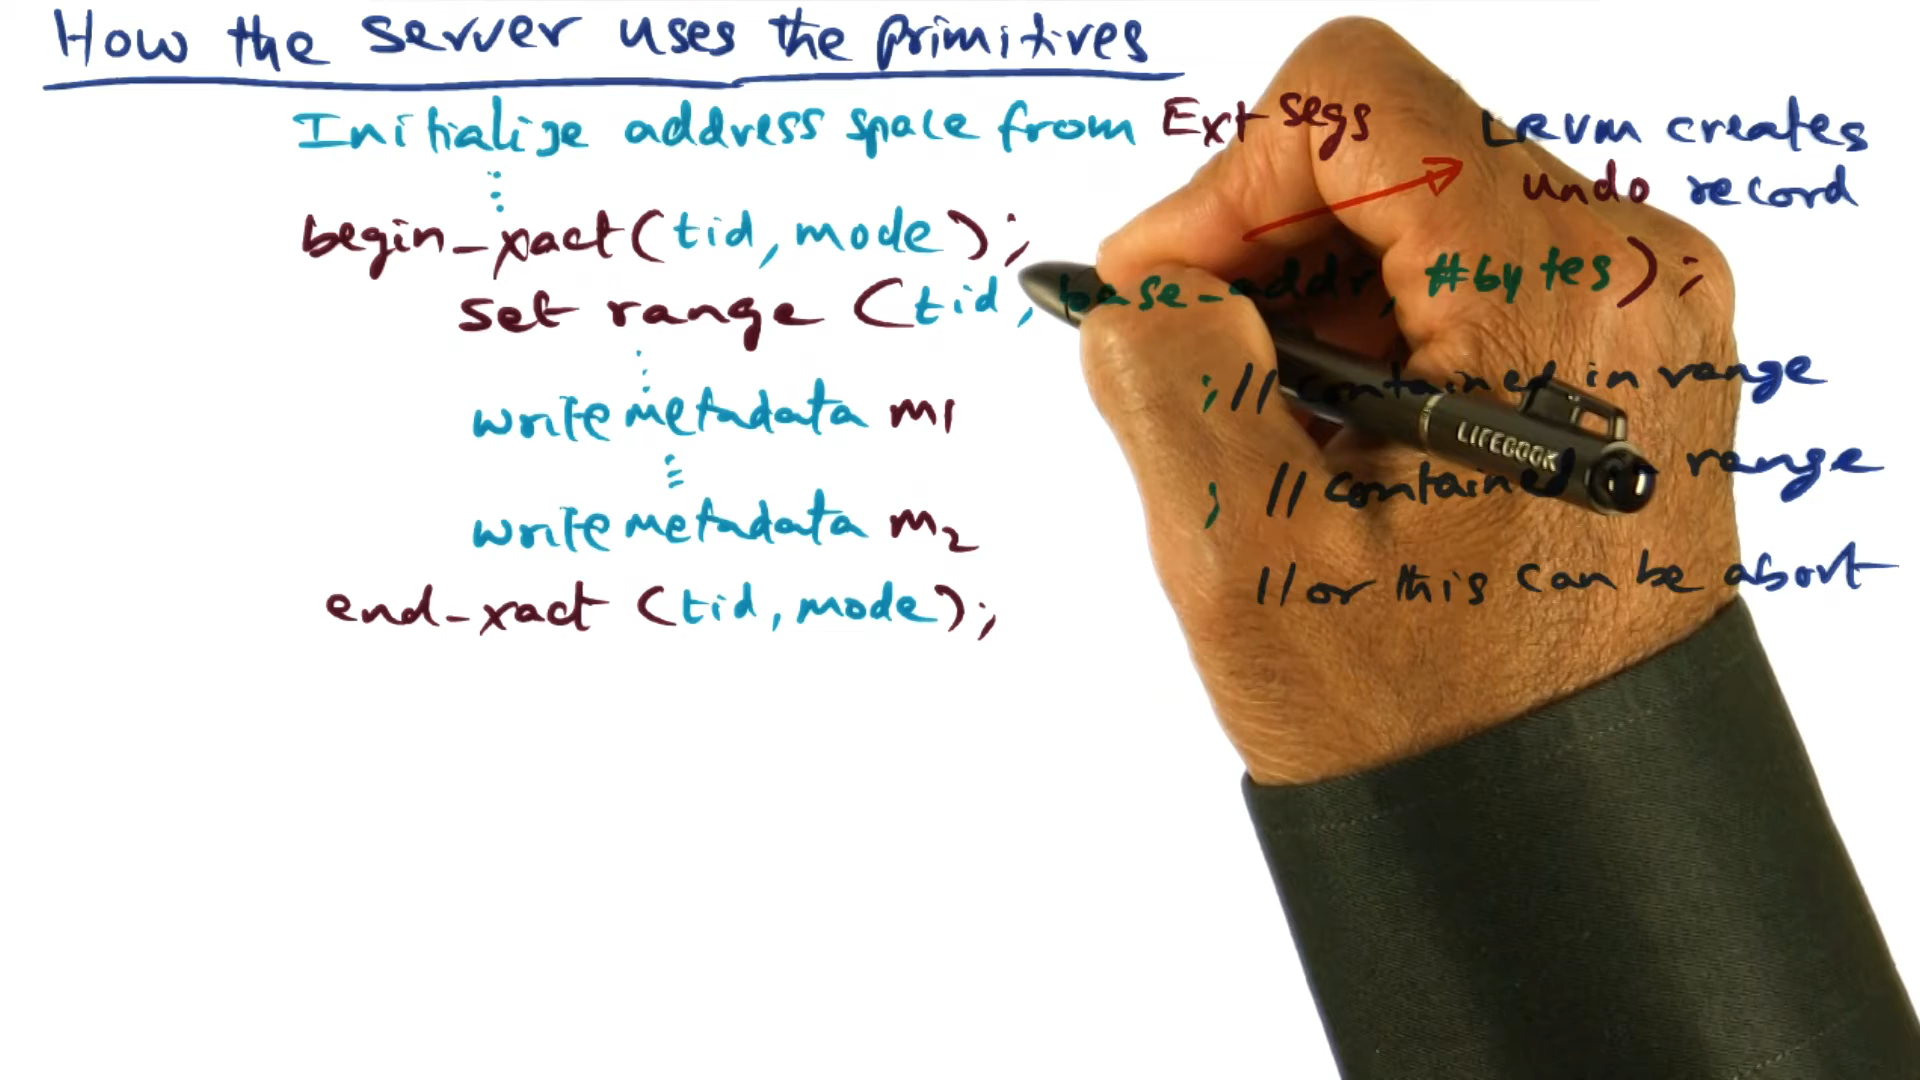 How the server uses the primitives
Initialize address space from Ext segs
LRVM creates
undo record
begin_xact(tid, mode);
set range (tid, base-addr, #bytes);
write metadata m1 ; // contained in range
write metadata m2 ; // contained in range
end-xact (tid, mode); // or this can be abort
LIFEBOOK